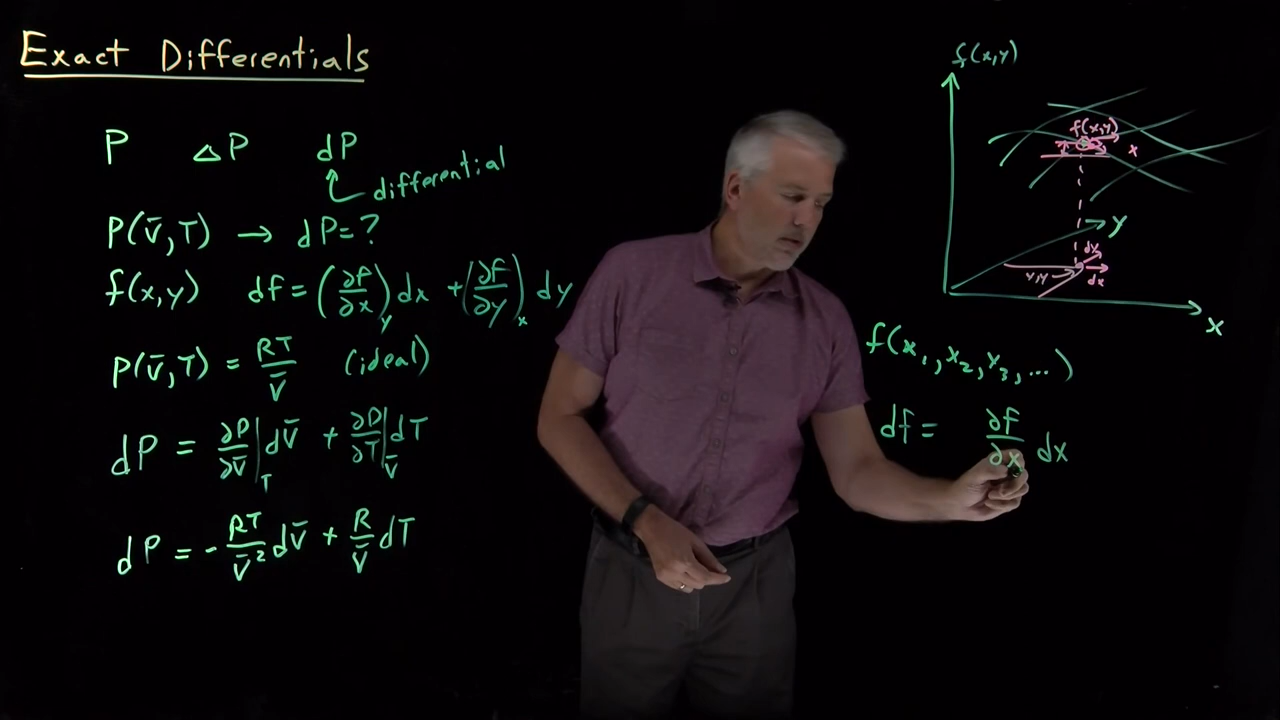 Exact Differentials
P ΔP dP
differential
P(V̄,T) → dP=?
f(x,y) df = (∂f/∂x)_y dx + (∂f/∂y)_x dy
P(V̄,T) = RT/V̄ (ideal)
dP = ∂P/∂V̄|_T dV̄ + ∂P/∂T|_V̄ dT
dP = - RT/V̄² dV̄ + R/V̄ dT
f(x,y)
f(x,y)
x
y
dy
x,y
dx
x
f(x₁,x₂,x₃,...)
df = ∂f/∂x dx